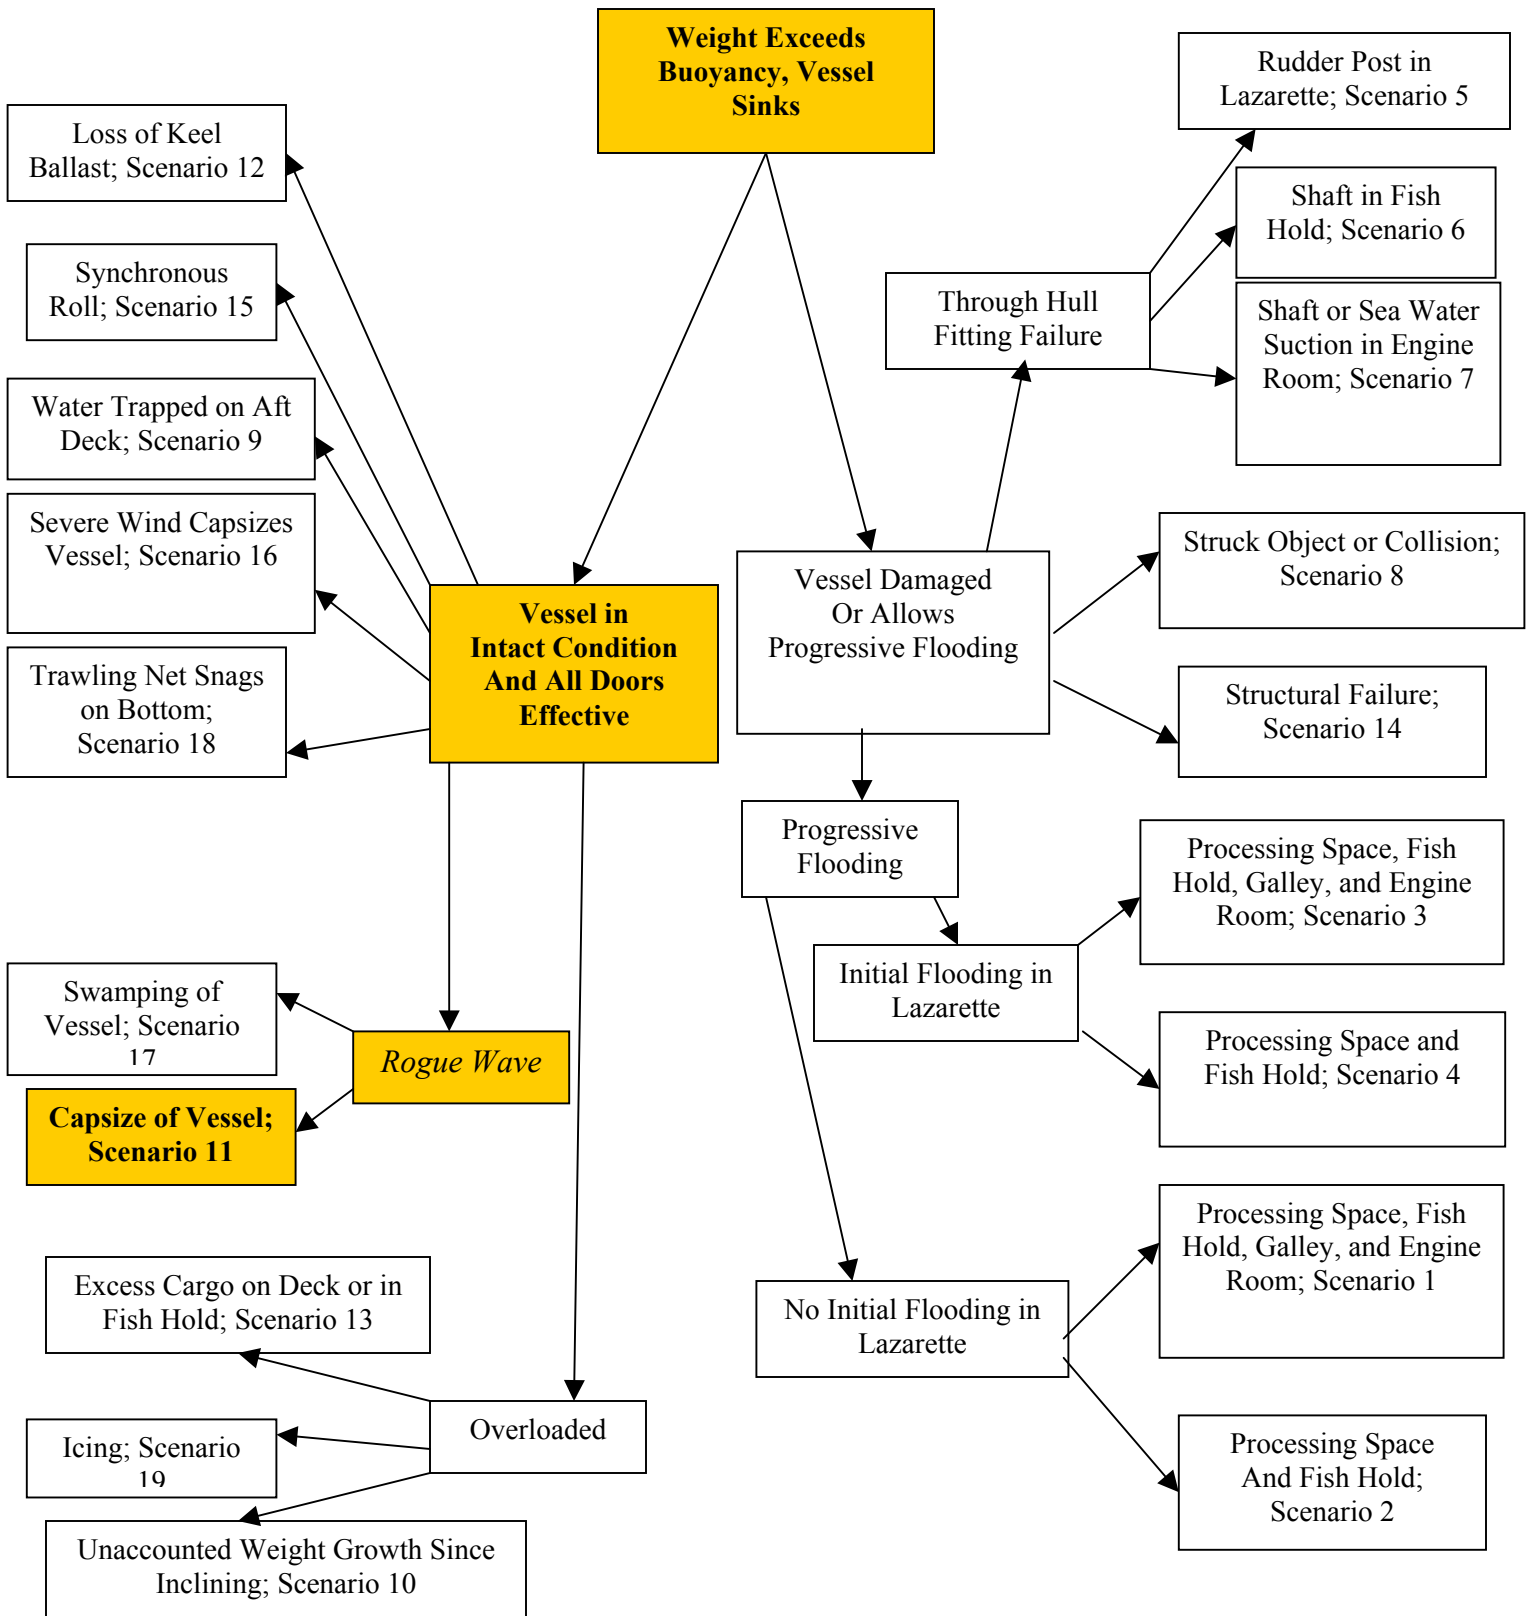 Weight Exceeds
Buoyancy, Vessel
Sinks
Rudder Post in
Lazarette; Scenario 5
Loss of Keel
Ballast; Scenario 12
Shaft in Fish
Hold; Scenario 6
Synchronous
Roll; Scenario 15
Through Hull
Fitting Failure
Shaft or Sea Water
Suction in Engine
Room; Scenario 7
Water Trapped on Aft
Deck; Scenario 9
Severe Wind Capsizes
Vessel; Scenario 16
Struck Object or Collision;
Scenario 8
Vessel Damaged
Or Allows
Progressive Flooding
Vessel in
Intact Condition
And All Doors
Effective
Trawling Net Snags
on Bottom;
Scenario 18
Structural Failure;
Scenario 14
Progressive
Flooding
Processing Space, Fish
Hold, Galley, and Engine
Room; Scenario 3
Initial Flooding in
Lazarette
Swamping of
Vessel; Scenario
17
Rogue Wave
Processing Space and
Fish Hold; Scenario 4
Capsize of Vessel;
Scenario 11
Processing Space, Fish
Hold, Galley, and Engine
Room; Scenario 1
Excess Cargo on Deck or in
Fish Hold; Scenario 13
No Initial Flooding in
Lazarette
Overloaded
Icing; Scenario
19
Processing Space
And Fish Hold;
Scenario 2
Unaccounted Weight Growth Since
Inclining; Scenario 10